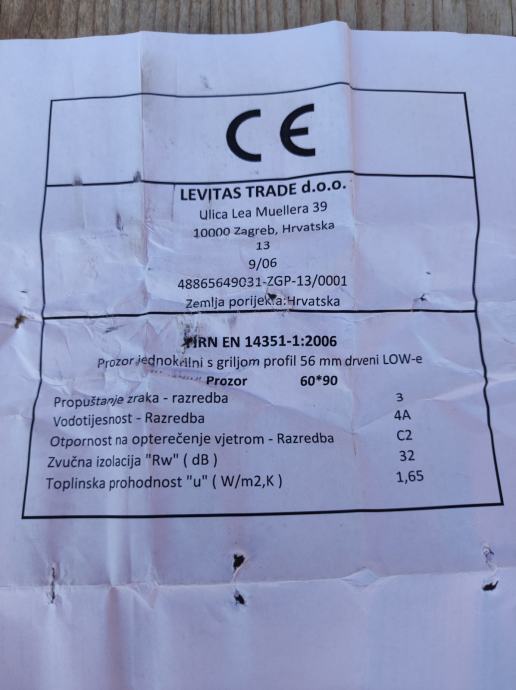 CE
LEVITAS TRADE d.o.o.
Ulica Lea Muellera 39
10000 Zagreb, Hrvatska
13
9/06
48865649031-ZGP-13/0001
Zemlja porijekla:Hrvatska
HRN EN 14351-1:2006
Prozor jednokrilni s griljom profil 56 mm drveni LOW-e
Prozor 60*90
Propuštanje zraka - razredba 3
Vodotijesnost - Razredba 4A
Otpornost na opterečenje vjetrom - Razredba C2
Zvučna izolacija "Rw" ( dB ) 32
Toplinska prohodnost "u" ( W/m2,K ) 1,65